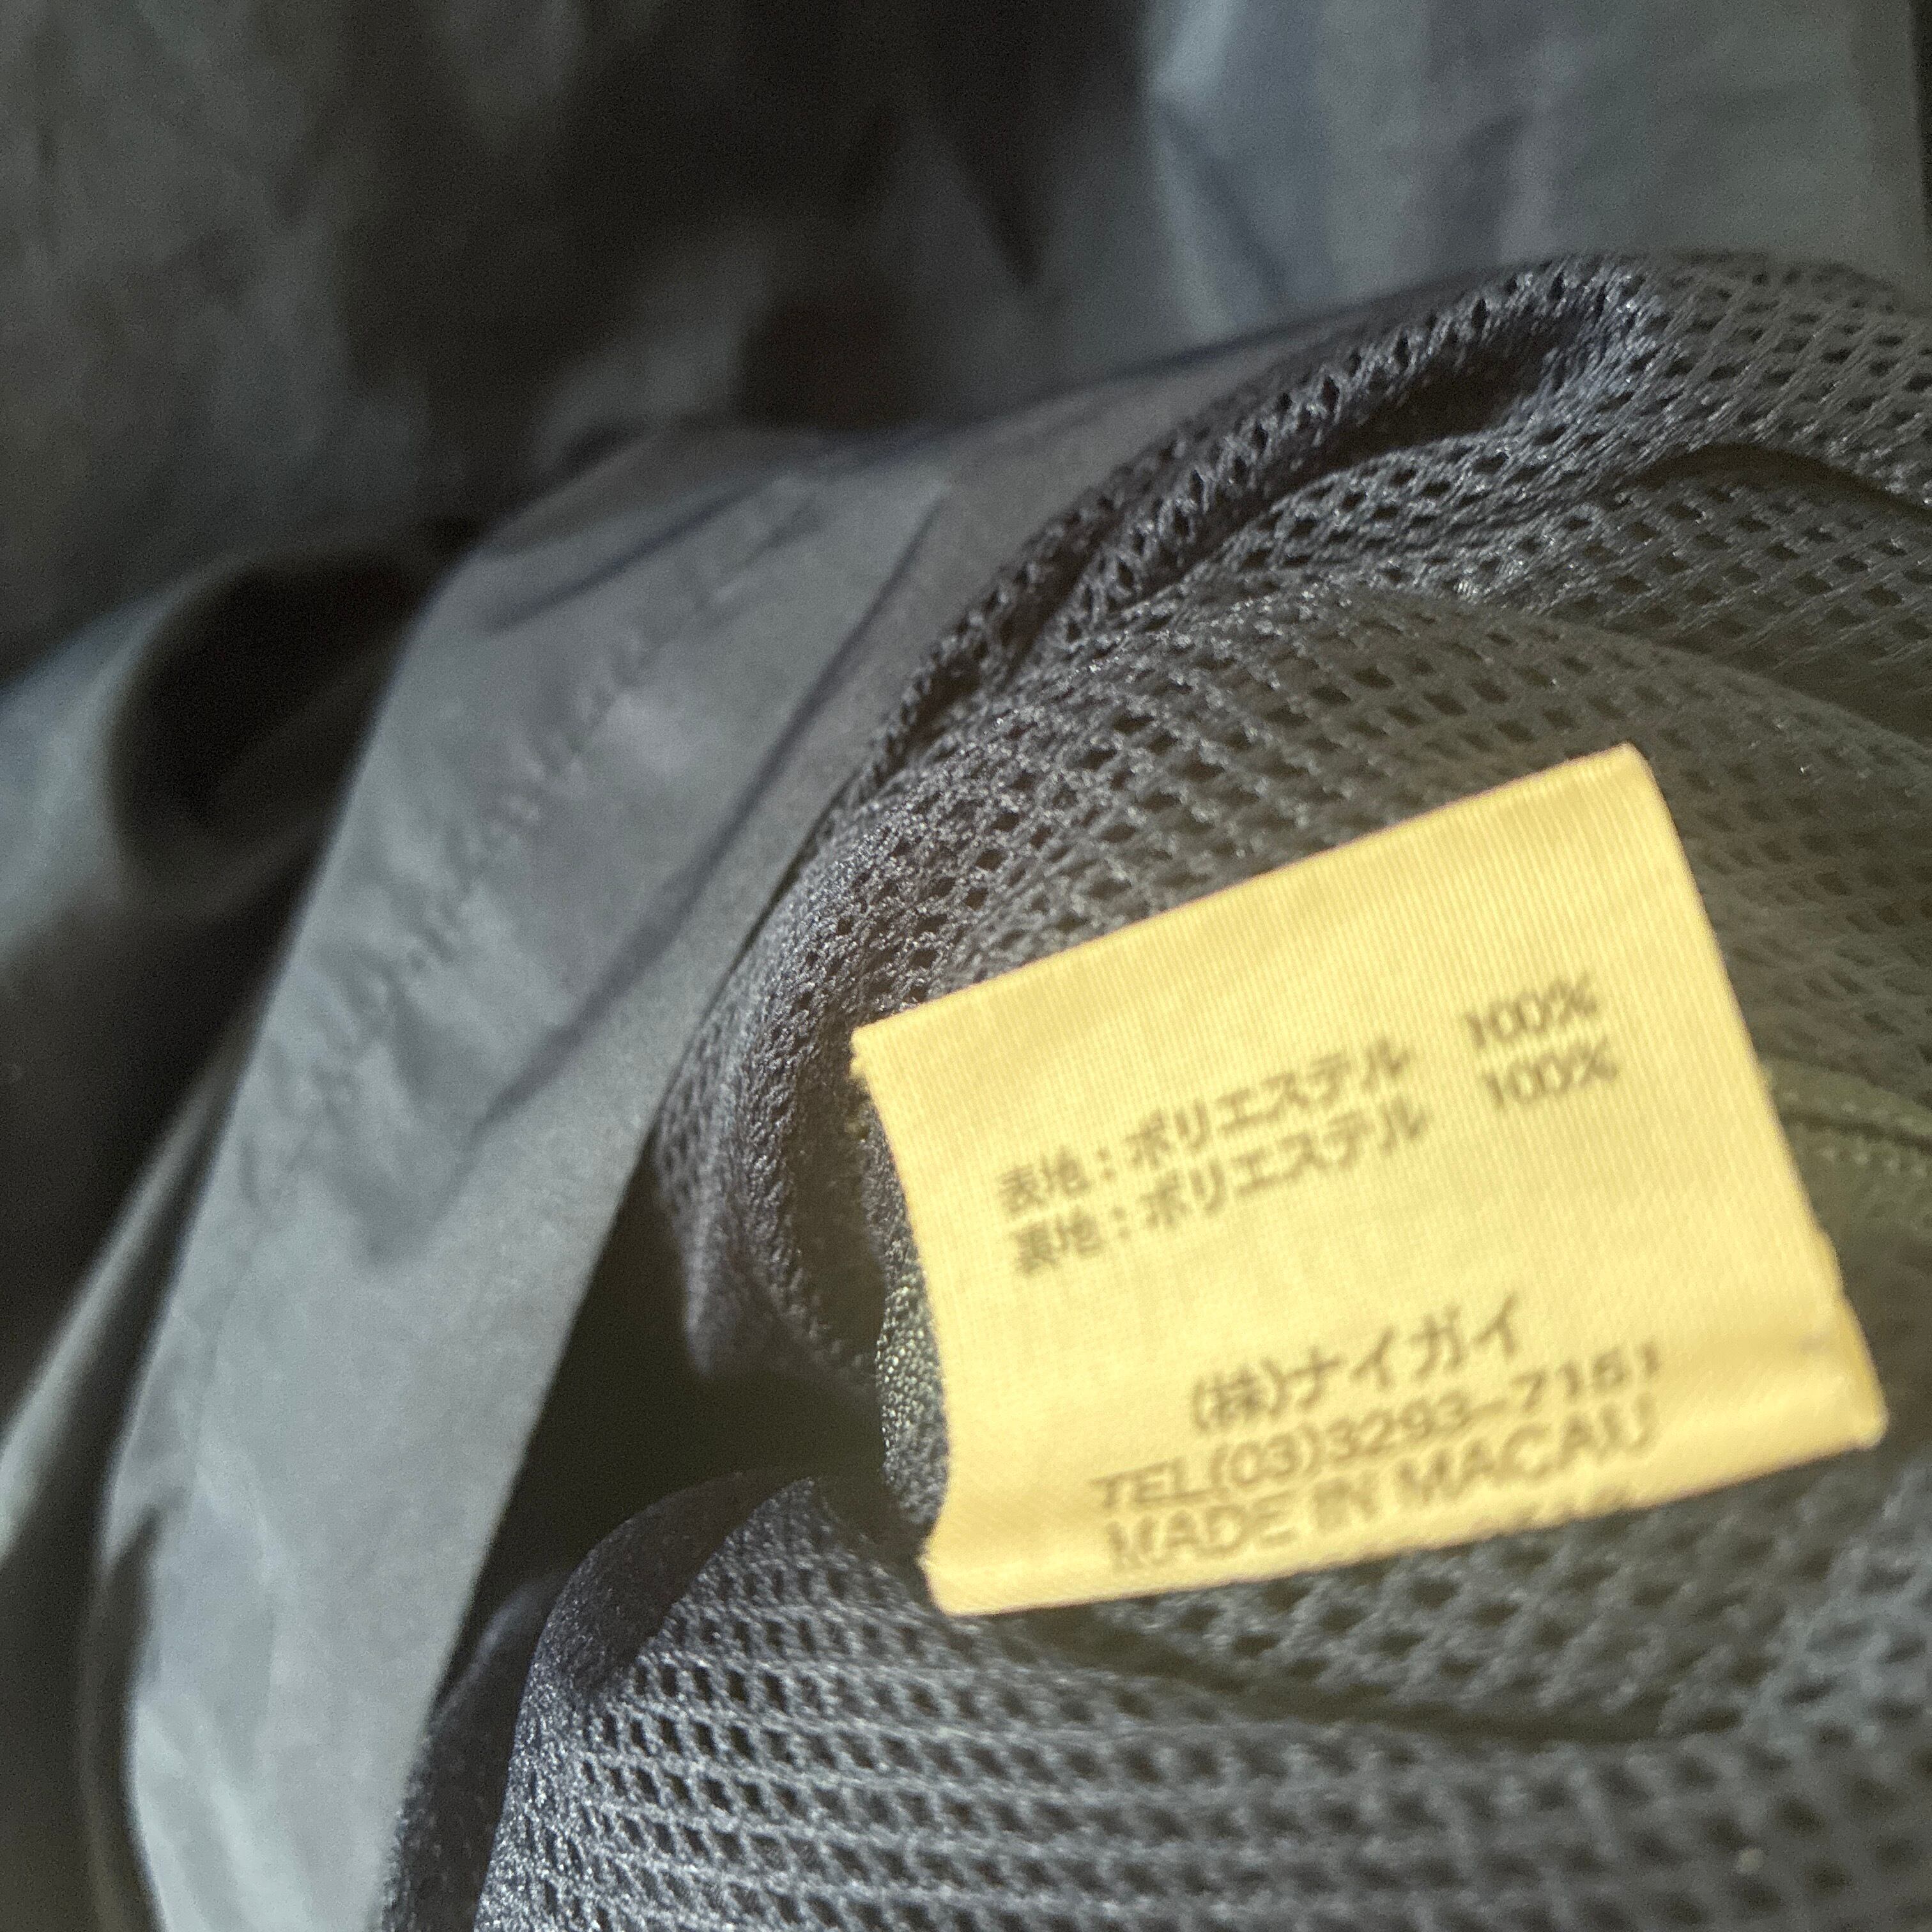 表地：ポリエステル 100%
裏地：ポリエステル 100%
(株)ナイガイ
TEL(03)3293-7161
MADE IN MACAU